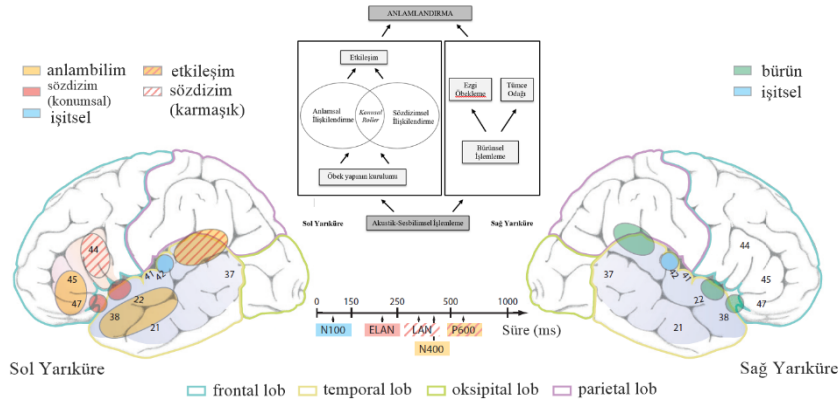 ANLAMLANDIRMA
anlambilim
sözdizim
(konumsal)
işitsel
etkileşim
sözdizim
(karmaşık)
Etkileşim
Anlamsal
İlişkilendirme
Konusal
Roller
Sözdizimsel
İlişkilendirme
Öbek yapının kurulumu
Ezgi
Öbekleme
Tümce
Odağı
Bürünsel
İşlemleme
Sol Yarıküre
Akustik-Sesbilimsel İşlemleme
Sağ Yarıküre
bürün
işitsel
44
45
47
41
42
22
38
21
37
37
42
41
44
45
22
47
38
21
0 150 250 500 1000 Süre (ms)
N100 ELAN LAN P600
N400
Sol Yarıküre
Sağ Yarıküre
frontal lob temporal lob oksipital lob parietal lob